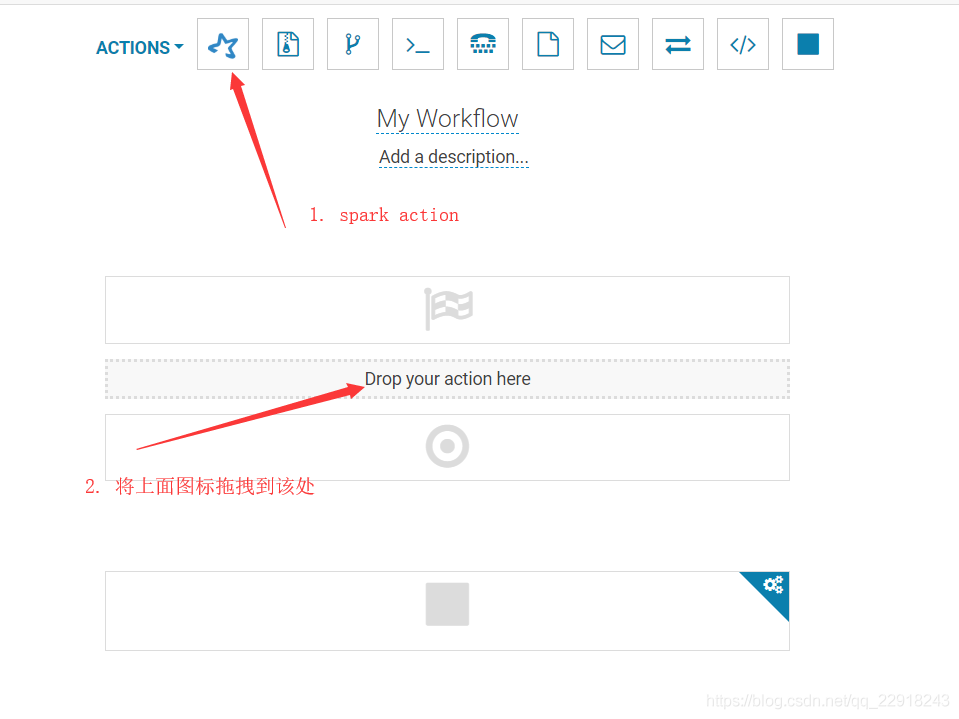 ACTIONS
My Workflow
Add a description...
1. spark action
Drop your action here
2. 将上面图标拖拽到该处
https://blog.csdn.net/qq_22918243